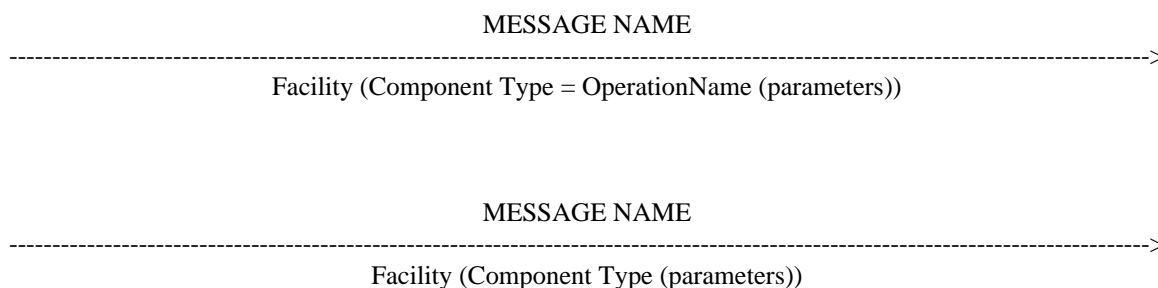 MESSAGE NAME
------------------------------------------------------------------------------------------------------------------------------------->
Facility (Component Type = OperationName (parameters))
MESSAGE NAME
------------------------------------------------------------------------------------------------------------------------------------->
Facility (Component Type (parameters))